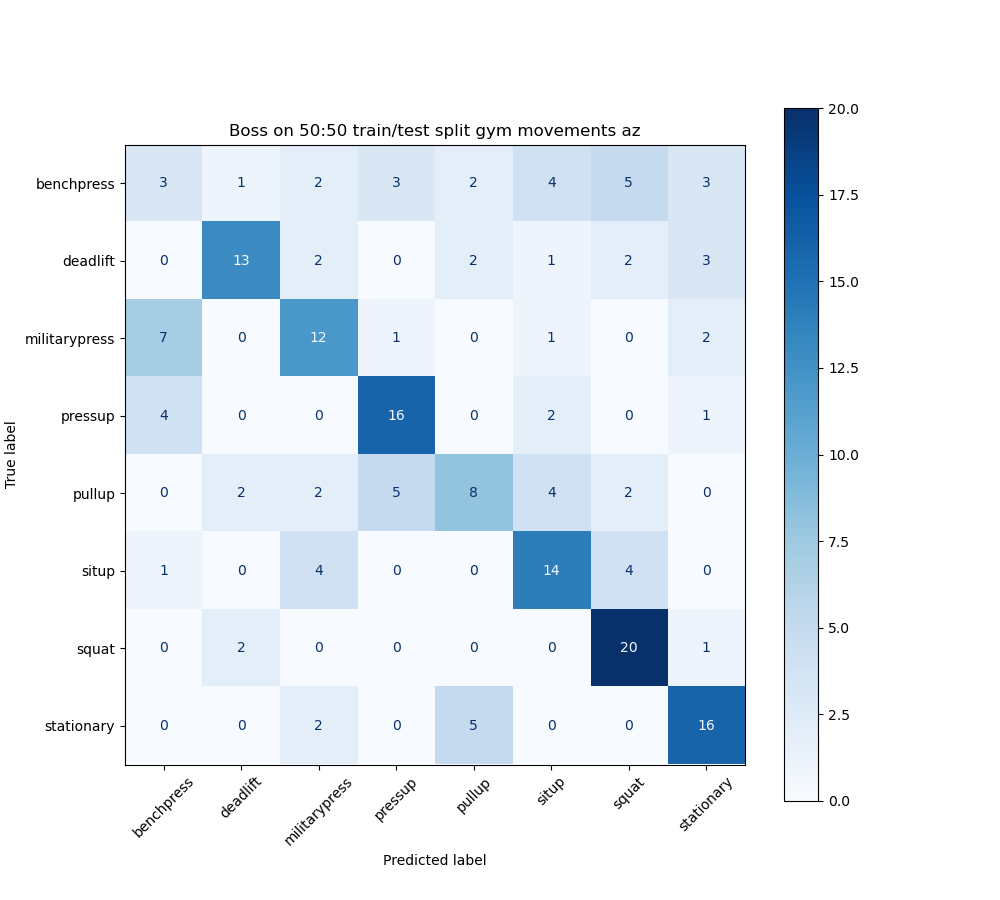 Boss on 50:50 train/test split gym movements az
True label
benchpress 3 1 2 3 2 4 5 3
deadlift 0 13 2 0 2 1 2 3
militarypress 7 0 12 1 0 1 0 2
pressup 4 0 0 16 0 2 0 1
pullup 0 2 2 5 8 4 2 0
situp 1 0 4 0 0 14 4 0
squat 0 2 0 0 0 0 20 1
stationary 0 0 2 0 5 0 0 16
benchpress deadlift militarypress pressup pullup situp squat stationary
Predicted label
20.0
17.5
15.0
12.5
10.0
7.5
5.0
2.5
0.0